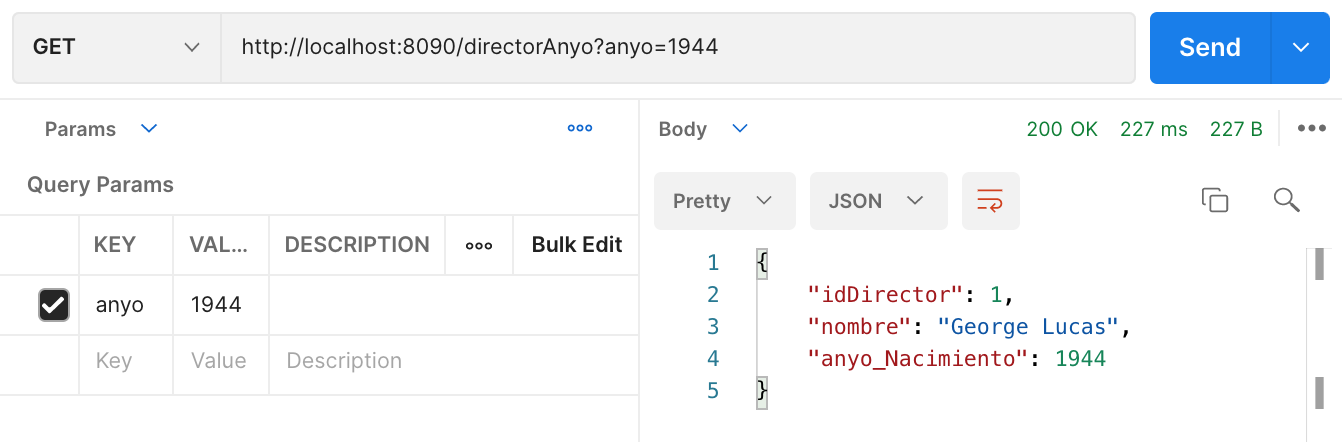 GET http://localhost:8090/directorAnyo?anyo=1944 Send
Params ooo
Query Params
KEY VAL... DESCRIPTION ooo Bulk Edit
anyo 1944
Key Value Description
Body 200 OK 227 ms 227 B •••
Pretty JSON
1 {
2 "idDirector": 1,
3 "nombre": "George Lucas",
4 "anyo_Nacimiento": 1944
5 }